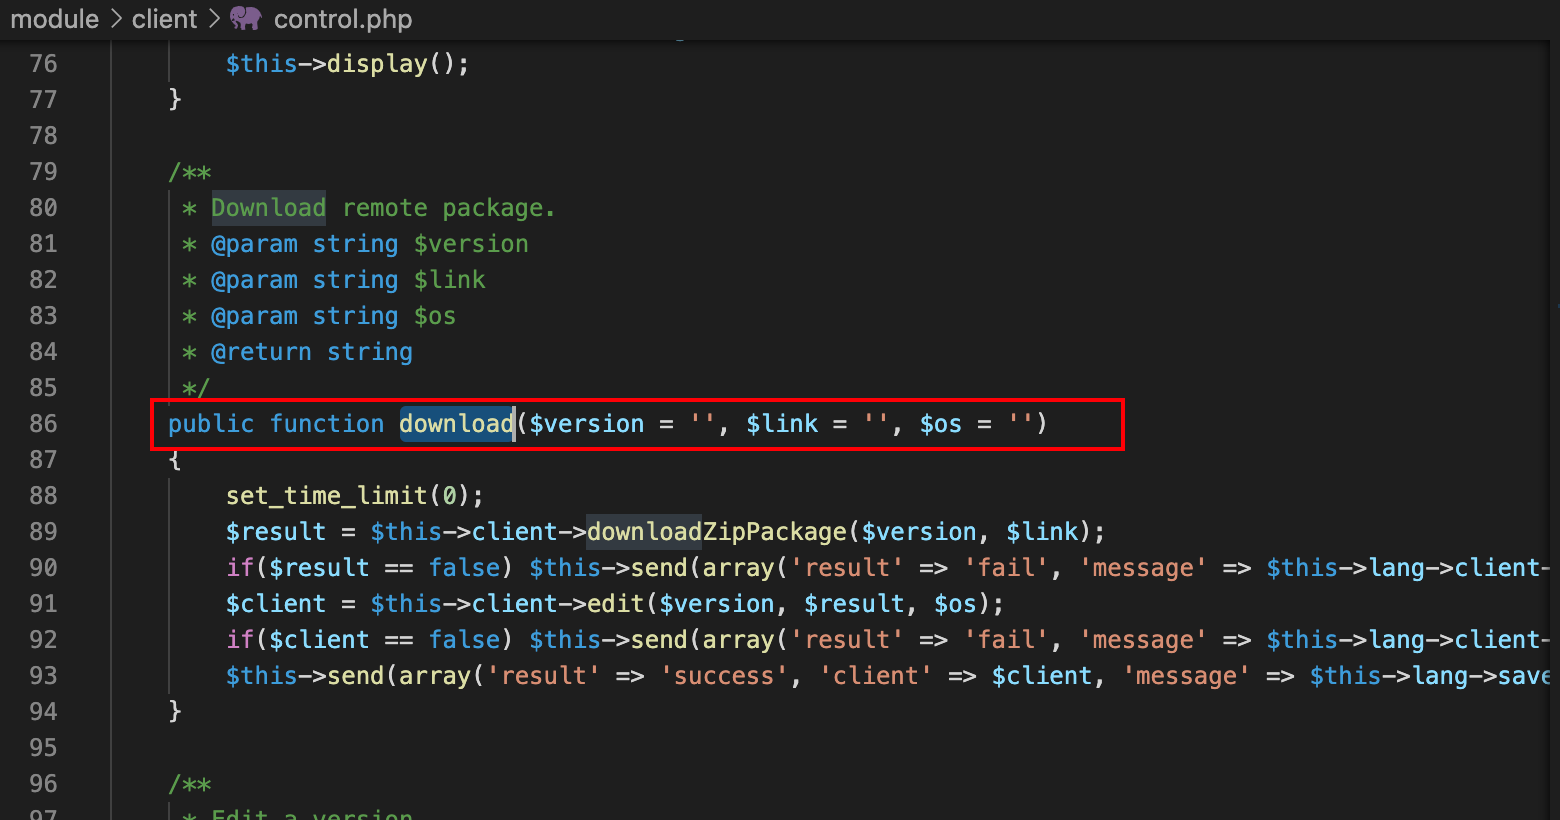 module > client > control.php
76 $this->display();
77 }
78
79 /**
80 * Download remote package.
81 * @param string $version
82 * @param string $link
83 * @param string $os
84 * @return string
85 */
86 public function download($version = '', $link = '', $os = '')
87 {
88 set_time_limit(0);
89 $result = $this->client->downloadZipPackage($version, $link);
90 if($result == false) $this->send(array('result' => 'fail', 'message' => $this->lang->client-
91 $client = $this->client->edit($version, $result, $os);
92 if($client == false) $this->send(array('result' => 'fail', 'message' => $this->lang->client-
93 $this->send(array('result' => 'success', 'client' => $client, 'message' => $this->lang->save
94 }
95
96 /**
97 * Edit a version